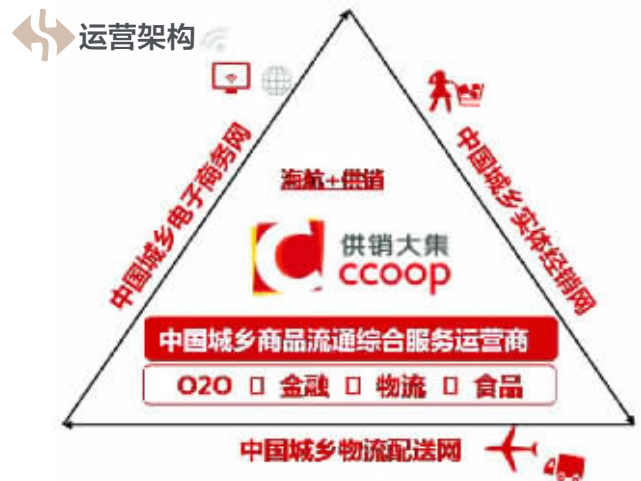 运营架构
中国城乡电子商务网
中国城乡实体经销网
海航+供销
供销大集
ccoop
中国城乡商品流通综合服务运营商
O2O 口 金融 口 物流 口 食品
中国城乡物流配送网